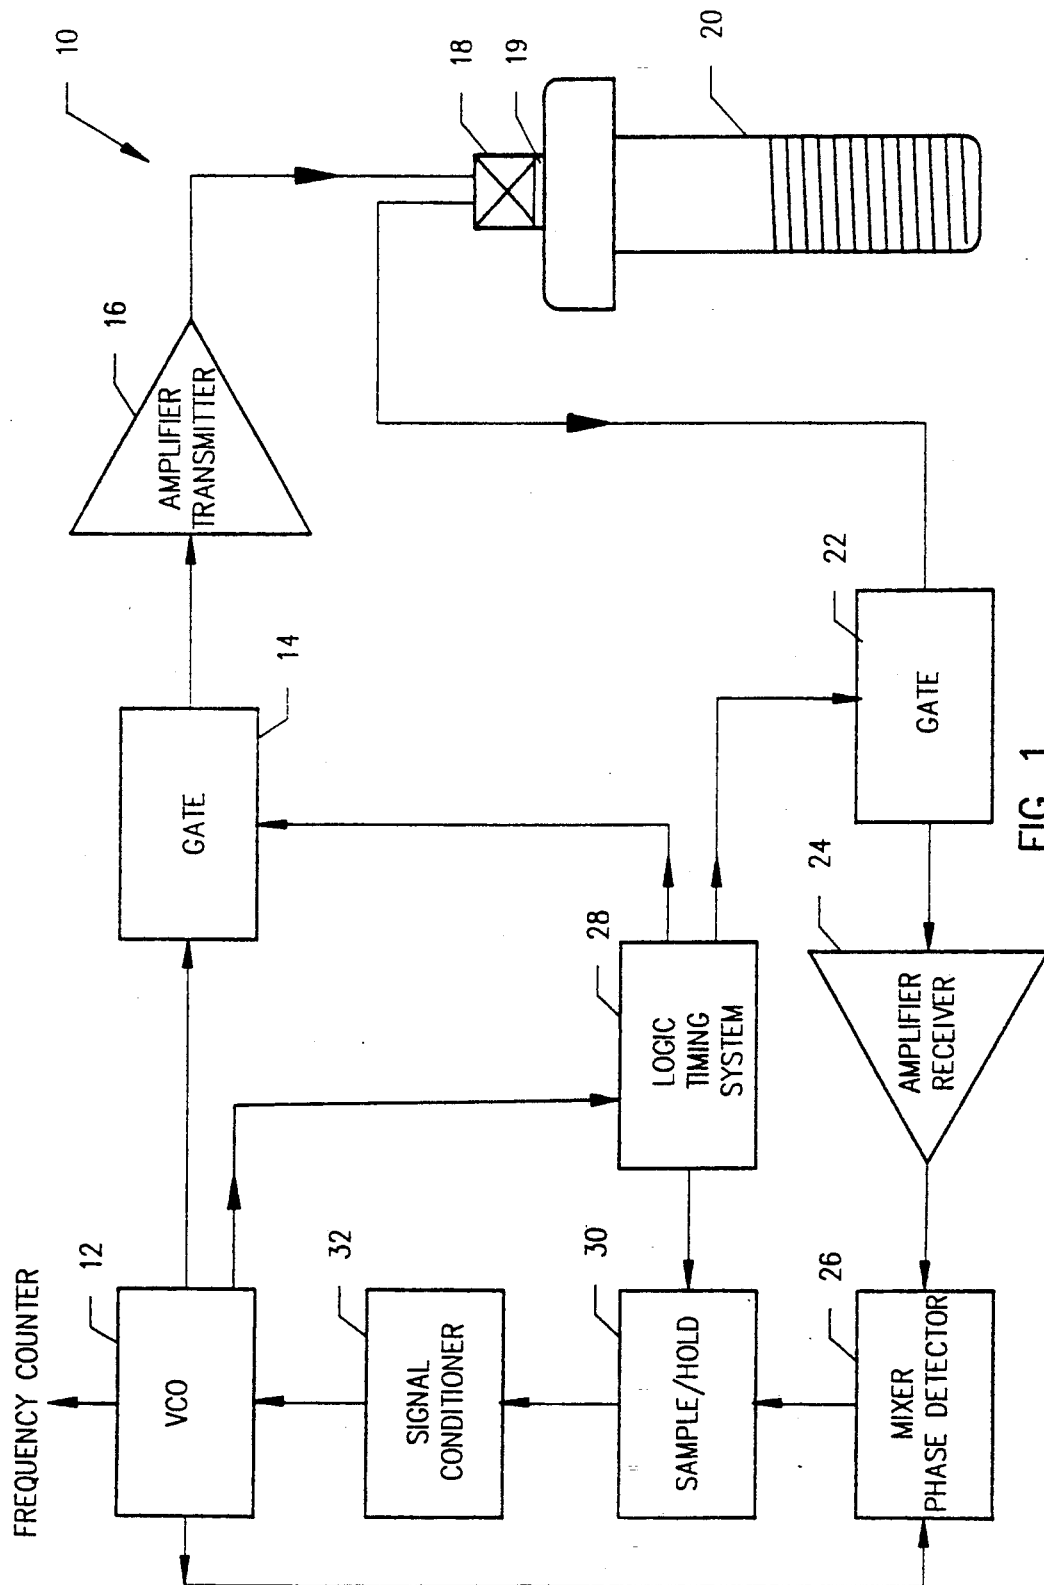 FREQUENCY COUNTER
12
VCO
14
GATE
16
AMPLIFIER
TRANSMITTER
10
18
19
20
32
SIGNAL
CONDITIONER
28
LOGIC
TIMING
SYSTEM
30
SAMPLE/HOLD
22
GATE
26
MIXER
PHASE DETECTOR
24
AMPLIFIER
RECEIVER
FIG. 1